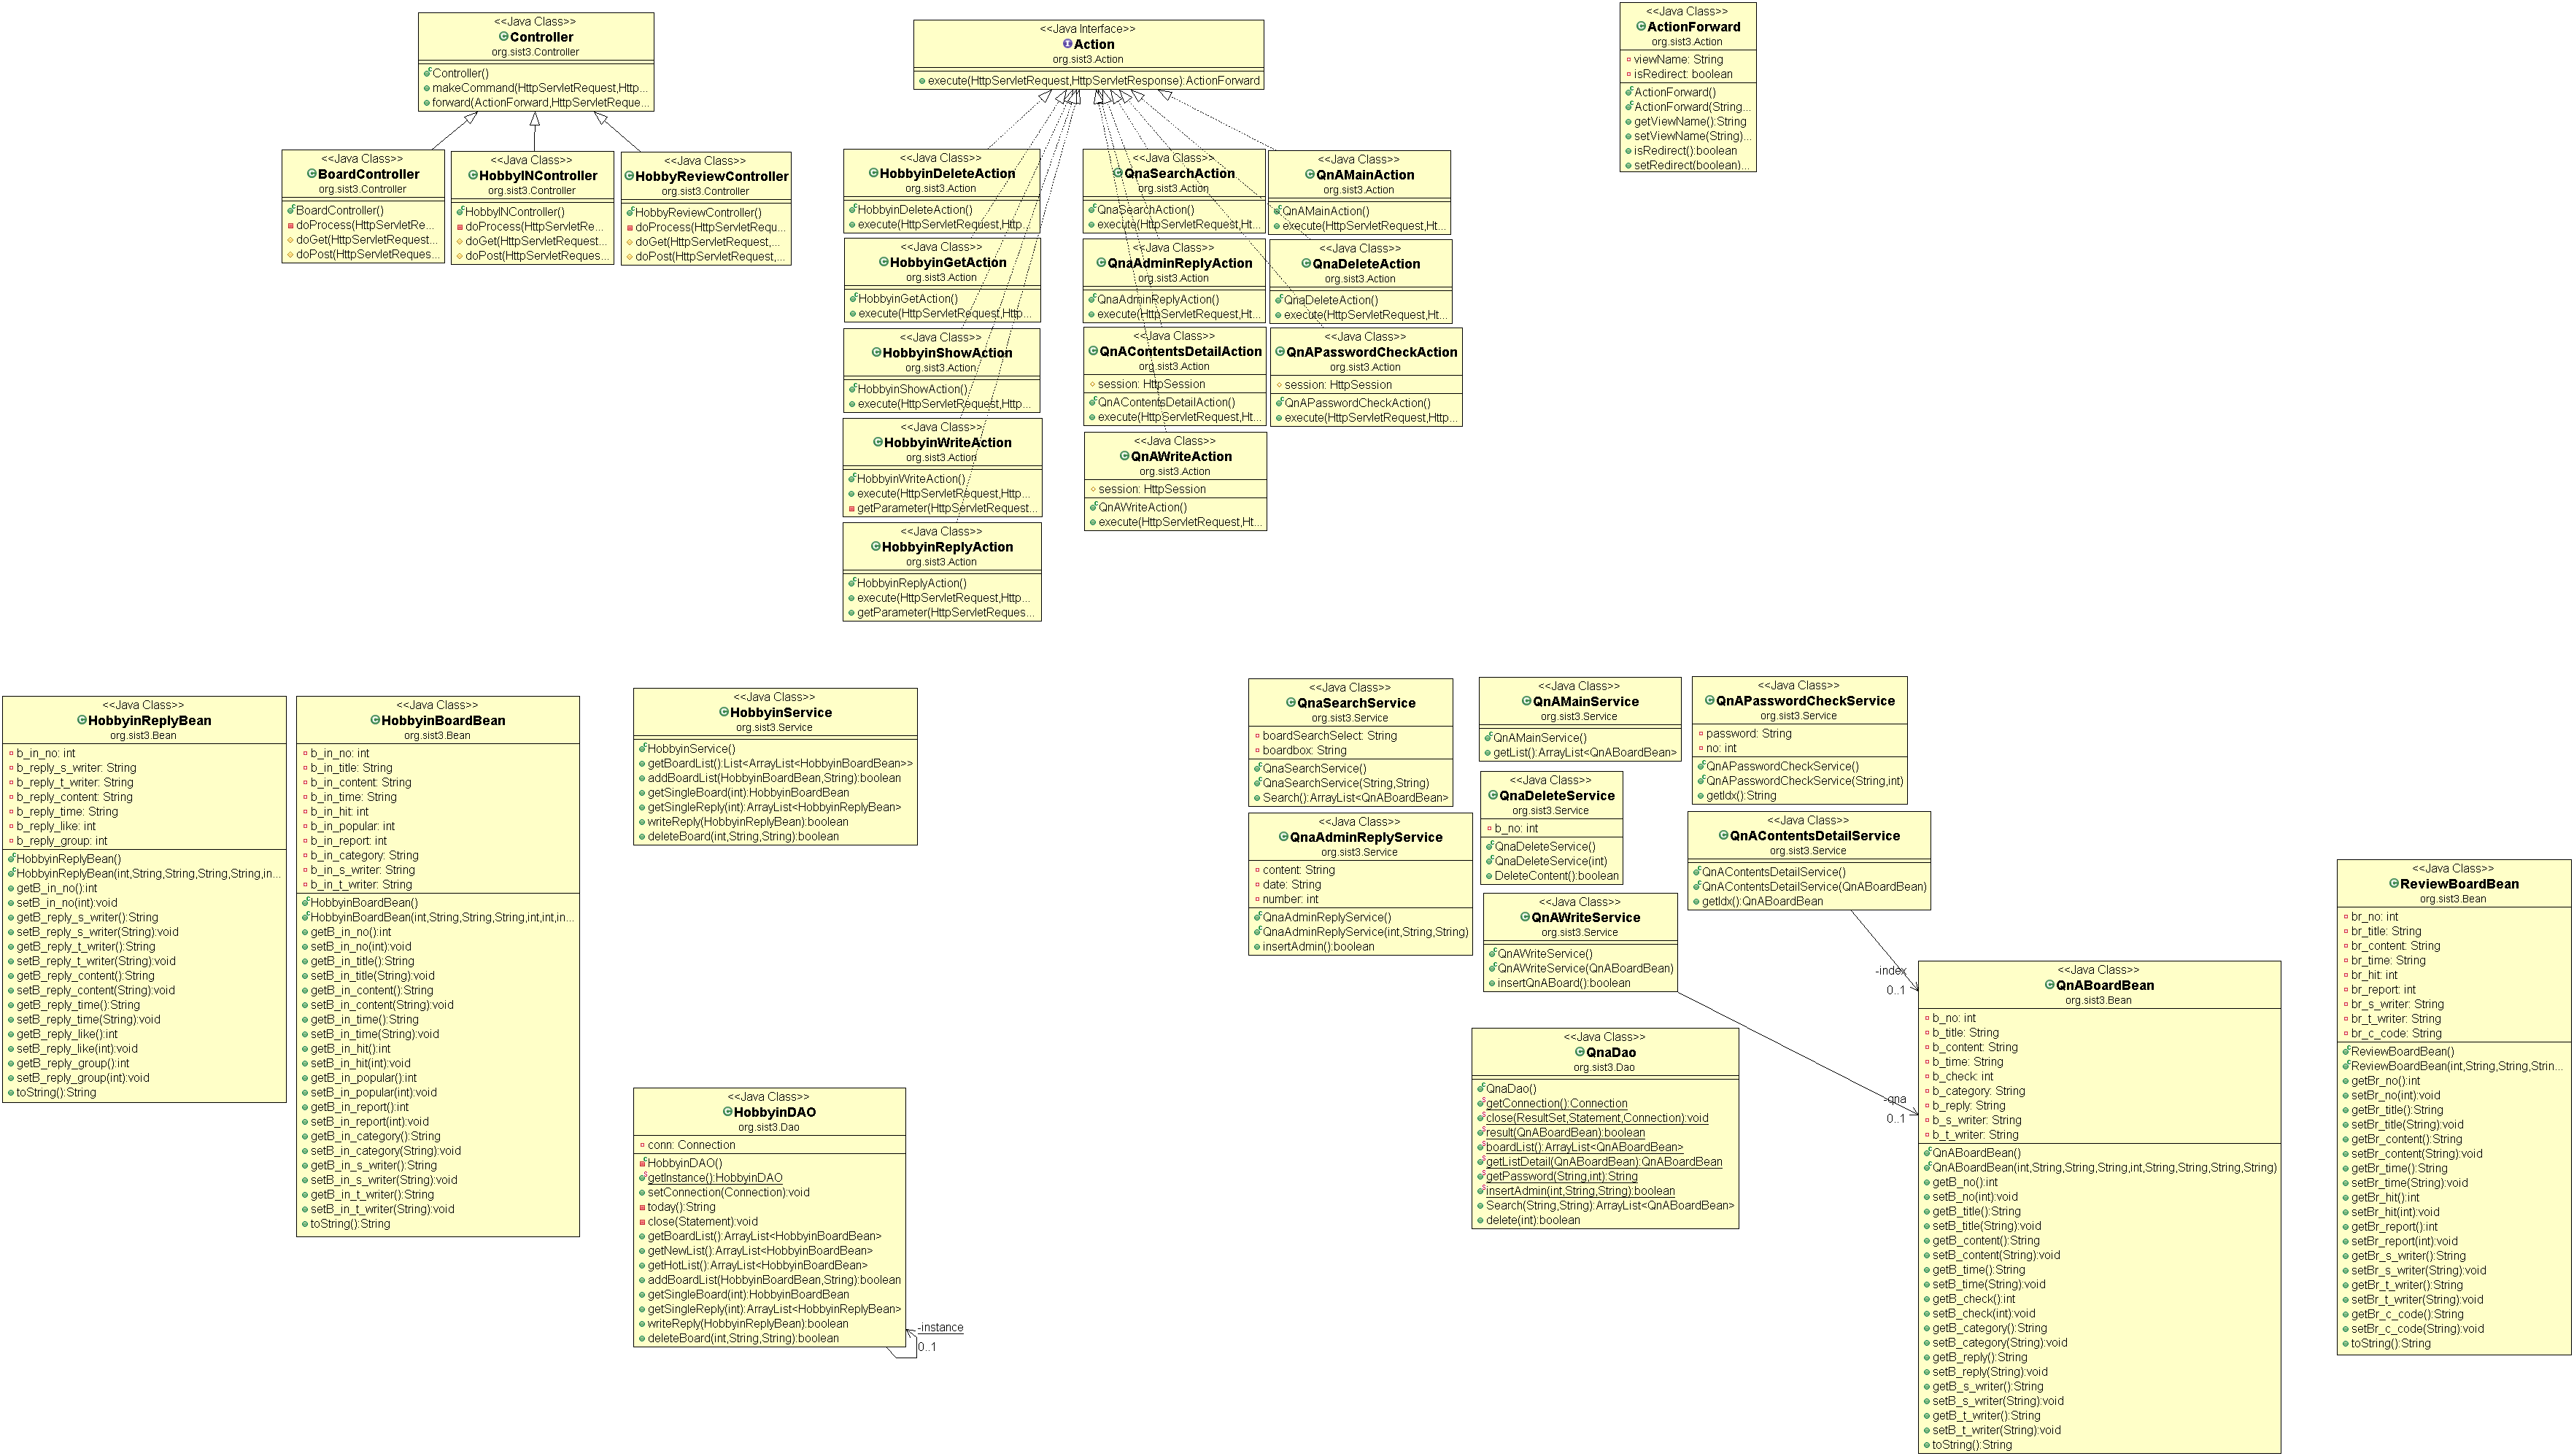 <<Java Class>>
Controller
org.sist3.Controller
Controller()
makeCommand(HttpServletRequest,Http...
forward(ActionForward,HttpServletReque...
<<Java Interface>>
Action
org.sist3.Action
execute(HttpServletRequest,HttpServletResponse):ActionForward
<<Java Class>>
ActionForward
org.sist3.Action
viewName: String
isRedirect: boolean
ActionForward()
ActionForward(String...
getViewName():String
setViewName(String)...
isRedirect():boolean
setRedirect(boolean)...
<<Java Class>>
BoardController
org.sist3.Controller
BoardController()
doProcess(HttpServletRe...
doGet(HttpServletRequest...
doPost(HttpServletReques...
<<Java Class>>
HobbyINController
org.sist3.Controller
HobbyINController()
doProcess(HttpServletRe...
doGet(HttpServletRequest...
doPost(HttpServletReques...
<<Java Class>>
HobbyReviewController
org.sist3.Controller
HobbyReviewController()
doProcess(HttpServletRequ...
doGet(HttpServletRequest,...
doPost(HttpServletRequest,...
<<Java Class>>
HobbyinDeleteAction
org.sist3.Action
HobbyinDeleteAction()
execute(HttpServletRequest,Http...
<<Java Class>>
HobbyinGetAction
org.sist3.Action
HobbyinGetAction()
execute(HttpServletRequest,Http...
<<Java Class>>
HobbyinShowAction
org.sist3.Action
HobbyinShowAction()
execute(HttpServletRequest,Http...
<<Java Class>>
HobbyinWriteAction
org.sist3.Action
HobbyinWriteAction()
execute(HttpServletRequest,Http...
getParameter(HttpServletRequest...
<<Java Class>>
HobbyinReplyAction
org.sist3.Action
HobbyinReplyAction()
execute(HttpServletRequest,Http...
getParameter(HttpServletReques...
<<Java Class>>
QnaSearchAction
org.sist3.Action
QnaSearchAction()
execute(HttpServletRequest,Ht...
<<Java Class>>
QnaAdminReplyAction
org.sist3.Action
QnaAdminReplyAction()
execute(HttpServletRequest,Ht...
<<Java Class>>
QnAContentsDetailAction
org.sist3.Action
session: HttpSession
QnAContentsDetailAction()
execute(HttpServletRequest,Ht...
<<Java Class>>
QnAWriteAction
org.sist3.Action
session: HttpSession
QnAWriteAction()
execute(HttpServletRequest,Ht...
<<Java Class>>
QnAMainAction
org.sist3.Action
QnAMainAction()
execute(HttpServletRequest,Ht...
<<Java Class>>
QnaDeleteAction
org.sist3.Action
QnaDeleteAction()
execute(HttpServletRequest,Ht...
<<Java Class>>
QnAPasswordCheckAction
org.sist3.Action
session: HttpSession
QnAPasswordCheckAction()
execute(HttpServletRequest,Http...
<<Java Class>>
HobbyinReplyBean
org.sist3.Bean
b_in_no: int
b_reply_s_writer: String
b_reply_t_writer: String
b_reply_content: String
b_reply_time: String
b_reply_like: int
b_reply_group: int
HobbyinReplyBean()
HobbyinReplyBean(int,String,String,String,String,in...
getB_in_no():int
setB_in_no(int):void
getB_reply_s_writer():String
setB_reply_s_writer(String):void
getB_reply_t_writer():String
setB_reply_t_writer(String):void
getB_reply_content():String
setB_reply_content(String):void
getB_reply_time():String
setB_reply_time(String):void
getB_reply_like():int
setB_reply_like(int):void
getB_reply_group():int
setB_reply_group(int):void
toString():String
<<Java Class>>
HobbyinBoardBean
org.sist3.Bean
b_in_no: int
b_in_title: String
b_in_content: String
b_in_time: String
b_in_hit: int
b_in_popular: int
b_in_report: int
b_in_category: String
b_in_s_writer: String
b_in_t_writer: String
HobbyinBoardBean()
HobbyinBoardBean(int,String,String,String,int,int,in...
getB_in_no():int
setB_in_no(int):void
getB_in_title():String
setB_in_title(String):void
getB_in_content():String
setB_in_content(String):void
getB_in_time():String
setB_in_time(String):void
getB_in_hit():int
setB_in_hit(int):void
getB_in_popular():int
setB_in_popular(int):void
getB_in_report():int
setB_in_report(int):void
getB_in_category():String
setB_in_category(String):void
getB_in_s_writer():String
setB_in_s_writer(String):void
getB_in_t_writer():String
setB_in_t_writer(String):void
toString():String
<<Java Class>>
HobbyinService
org.sist3.Service
HobbyinService()
getBoardList():List<ArrayList<HobbyinBoardBean>>
addBoardList(HobbyinBoardBean,String):boolean
getSingleBoard(int):HobbyinBoardBean
getSingleReply(int):ArrayList<HobbyinReplyBean>
writeReply(HobbyinReplyBean):boolean
deleteBoard(int,String,String):boolean
<<Java Class>>
HobbyinDAO
org.sist3.Dao
conn: Connection
HobbyinDAO()
getInstance():HobbyinDAO
setConnection(Connection):void
today():String
close(Statement):void
getBoardList():ArrayList<HobbyinBoardBean>
getNewList():ArrayList<HobbyinBoardBean>
getHotList():ArrayList<HobbyinBoardBean>
addBoardList(HobbyinBoardBean,String):boolean
getSingleBoard(int):HobbyinBoardBean
getSingleReply(int):ArrayList<HobbyinReplyBean>
writeReply(HobbyinReplyBean):boolean
deleteBoard(int,String,String):boolean
-instance
0..1
<<Java Class>>
QnaSearchService
org.sist3.Service
boardSearchSelect: String
boardbox: String
QnaSearchService()
QnaSearchService(String,String)
Search():ArrayList<QnABoardBean>
<<Java Class>>
QnaAdminReplyService
org.sist3.Service
content: String
date: String
number: int
QnaAdminReplyService()
QnaAdminReplyService(int,String,String)
insertAdmin():boolean
<<Java Class>>
QnAMainService
org.sist3.Service
QnAMainService()
getList():ArrayList<QnABoardBean>
<<Java Class>>
QnaDeleteService
org.sist3.Service
b_no: int
QnaDeleteService()
QnaDeleteService(int)
DeleteContent():boolean
<<Java Class>>
QnAWriteService
org.sist3.Service
QnAWriteService()
QnAWriteService(QnABoardBean)
insertQnABoard():boolean
<<Java Class>>
QnAPasswordCheckService
org.sist3.Service
password: String
no: int
QnAPasswordCheckService()
QnAPasswordCheckService(String,int)
getIdx():String
<<Java Class>>
QnAContentsDetailService
org.sist3.Service
QnAContentsDetailService()
QnAContentsDetailService(QnABoardBean)
getIdx():QnABoardBean
-index
0..1
-qna
0..1
<<Java Class>>
QnaDao
org.sist3.Dao
QnaDao()
getConnection():Connection
close(ResultSet,Statement,Connection):void
result(QnABoardBean):boolean
boardList():ArrayList<QnABoardBean>
getListDetail(QnABoardBean):QnABoardBean
getPassword(String,int):String
insertAdmin(int,String,String):boolean
Search(String,String):ArrayList<QnABoardBean>
delete(int):boolean
<<Java Class>>
QnABoardBean
org.sist3.Bean
b_no: int
b_title: String
b_content: String
b_time: String
b_check: int
b_category: String
b_reply: String
b_s_writer: String
b_t_writer: String
QnABoardBean()
QnABoardBean(int,String,String,String,int,String,String,String,String)
getB_no():int
setB_no(int):void
getB_title():String
setB_title(String):void
getB_content():String
setB_content(String):void
getB_time():String
setB_time(String):void
getB_check():int
setB_check(int):void
getB_category():String
setB_category(String):void
getB_reply():String
setB_reply(String):void
getB_s_writer():String
setB_s_writer(String):void
getB_t_writer():String
setB_t_writer(String):void
toString():String
<<Java Class>>
ReviewBoardBean
org.sist3.Bean
br_no: int
br_title: String
br_content: String
br_time: String
br_hit: int
br_report: int
br_s_writer: String
br_t_writer: String
br_c_code: String
ReviewBoardBean()
ReviewBoardBean(int,String,String,Strin...
getBr_no():int
setBr_no(int):void
getBr_title():String
setBr_title(String):void
getBr_content():String
setBr_content(String):void
getBr_time():String
setBr_time(String):void
getBr_hit():int
setBr_hit(int):void
getBr_report():int
setBr_report(int):void
getBr_s_writer():String
setBr_s_writer(String):void
getBr_t_writer():String
setBr_t_writer(String):void
getBr_c_code():String
setBr_c_code(String):void
toString():String